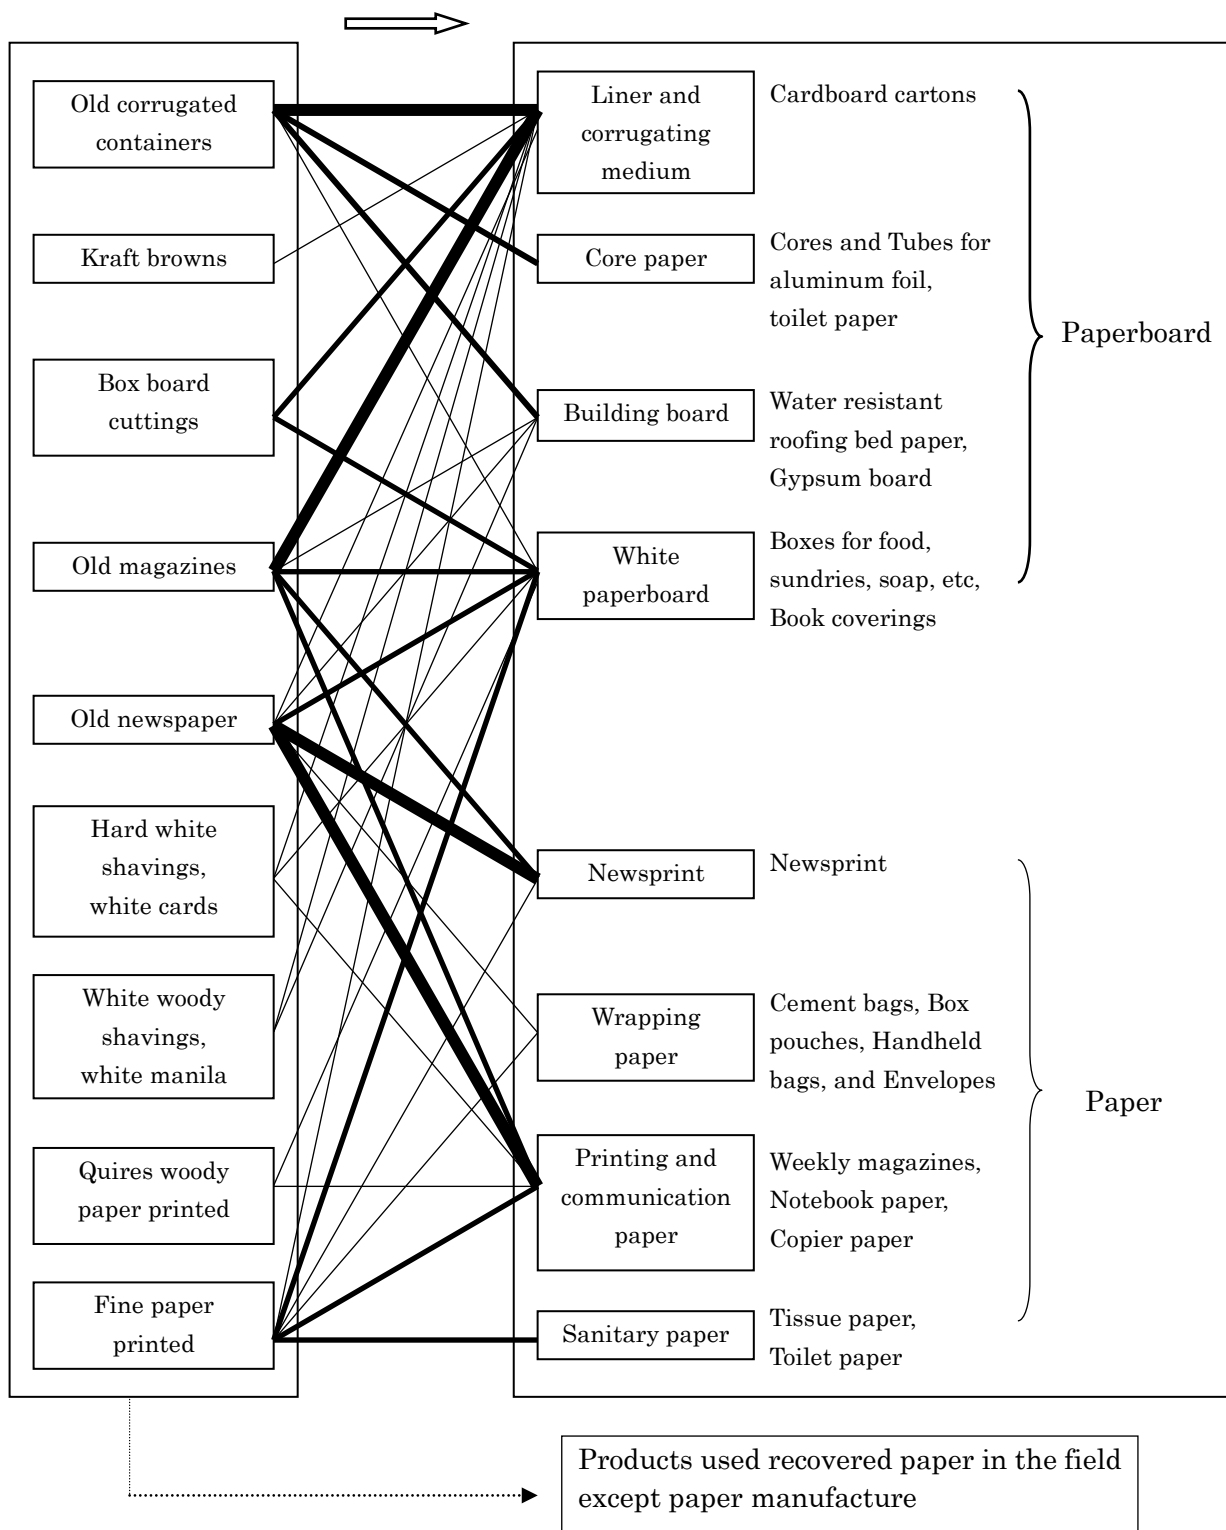 Old corrugated
containers
Kraft browns
Box board
cuttings
Old magazines
Old newspaper
Hard white
shavings,
white cards
White woody
shavings,
white manila
Quires woody
paper printed
Fine paper
printed
Liner and
corrugating
medium
Cardboard cartons
Core paper
Cores and Tubes for
aluminum foil,
toilet paper
Building board
Water resistant
roofing bed paper,
Gypsum board
White
paperboard
Boxes for food,
sundries, soap, etc,
Book coverings
Paperboard
Newsprint
Newsprint
Wrapping
paper
Cement bags, Box
pouches, Handheld
bags, and Envelopes
Printing and
communication
paper
Weekly magazines,
Notebook paper,
Copier paper
Sanitary paper
Tissue paper,
Toilet paper
Paper
Products used recovered paper in the field
except paper manufacture